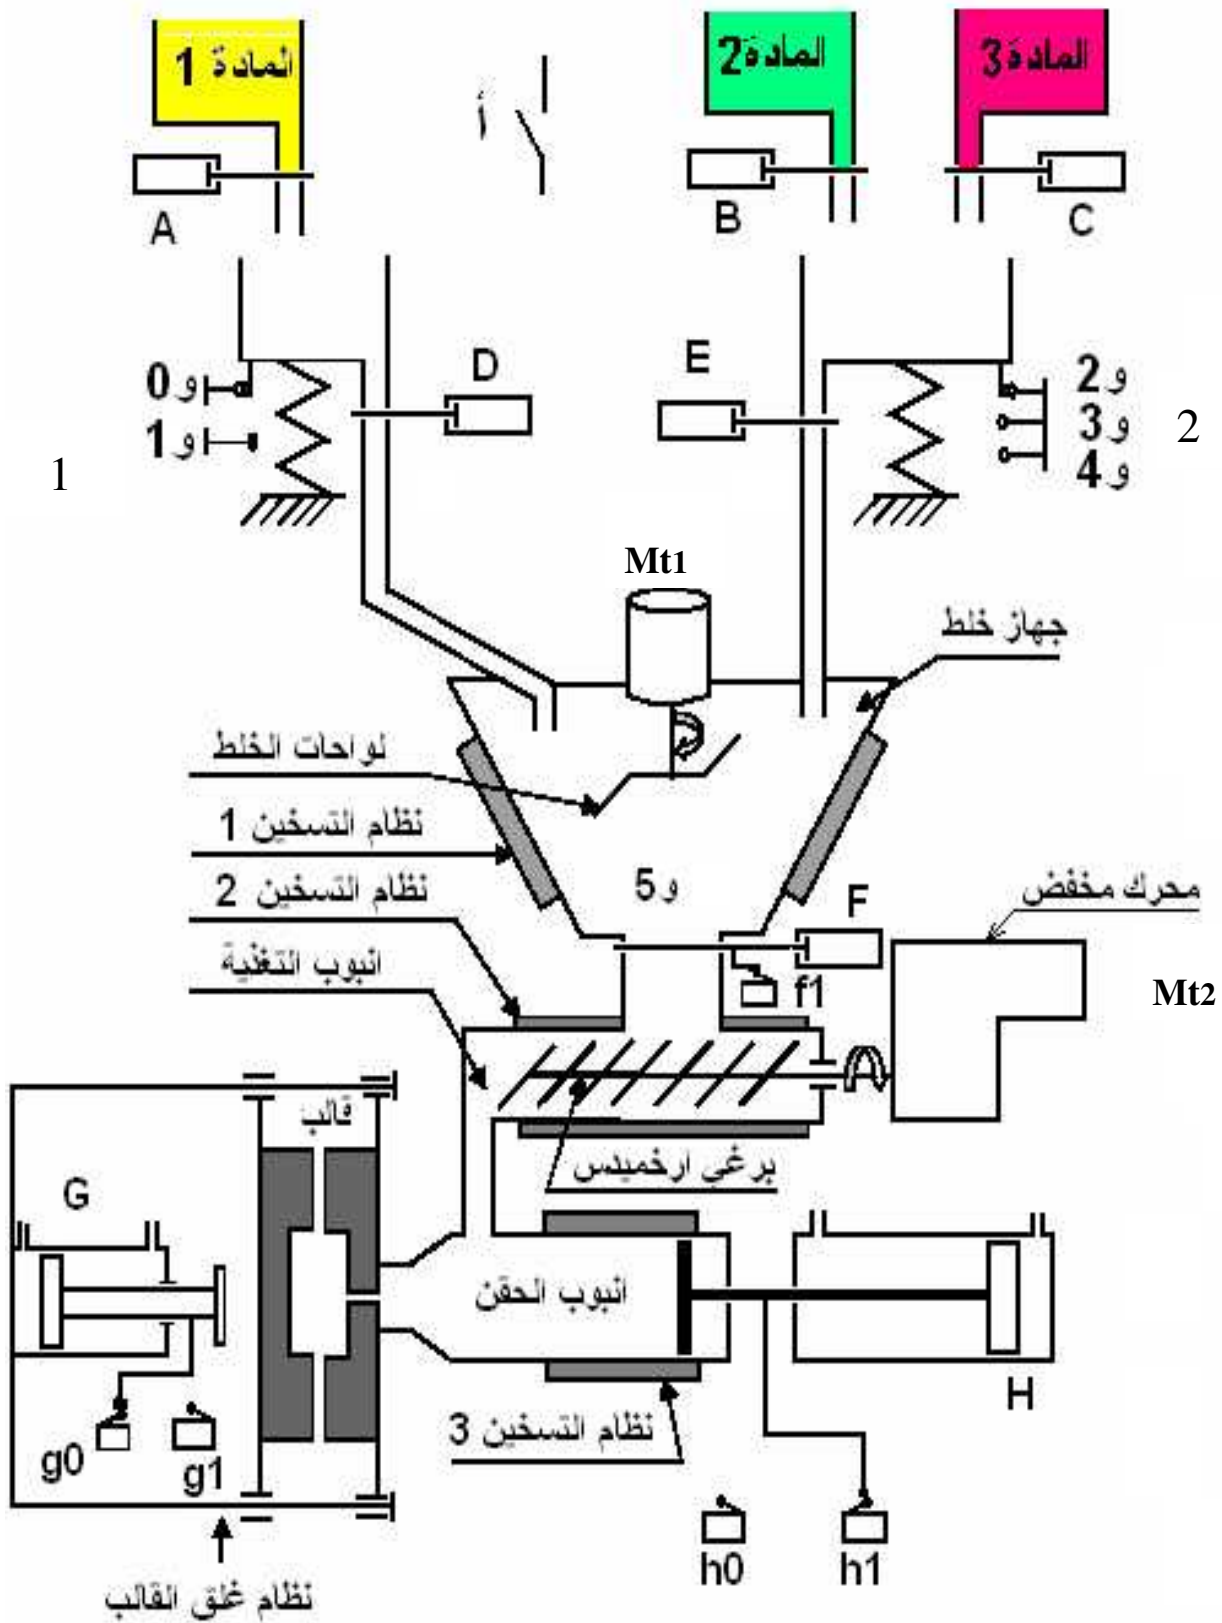 المادة 1
أ
المادة 2
المادة 3
A
B
C
و0
و1
D
E
و2
و3
و4
1
2
Mt1
جهاز خلط
لواحات الخلط
نظام التسخين 1
نظام التسخين 2
و5
F
محرك مخفض
انبوب التغذية
f1
Mt2
قالب
برغي ارخميدس
G
انبوب الحقن
H
نظام التسخين 3
g0
g1
h0
h1
نظام غلق القالب